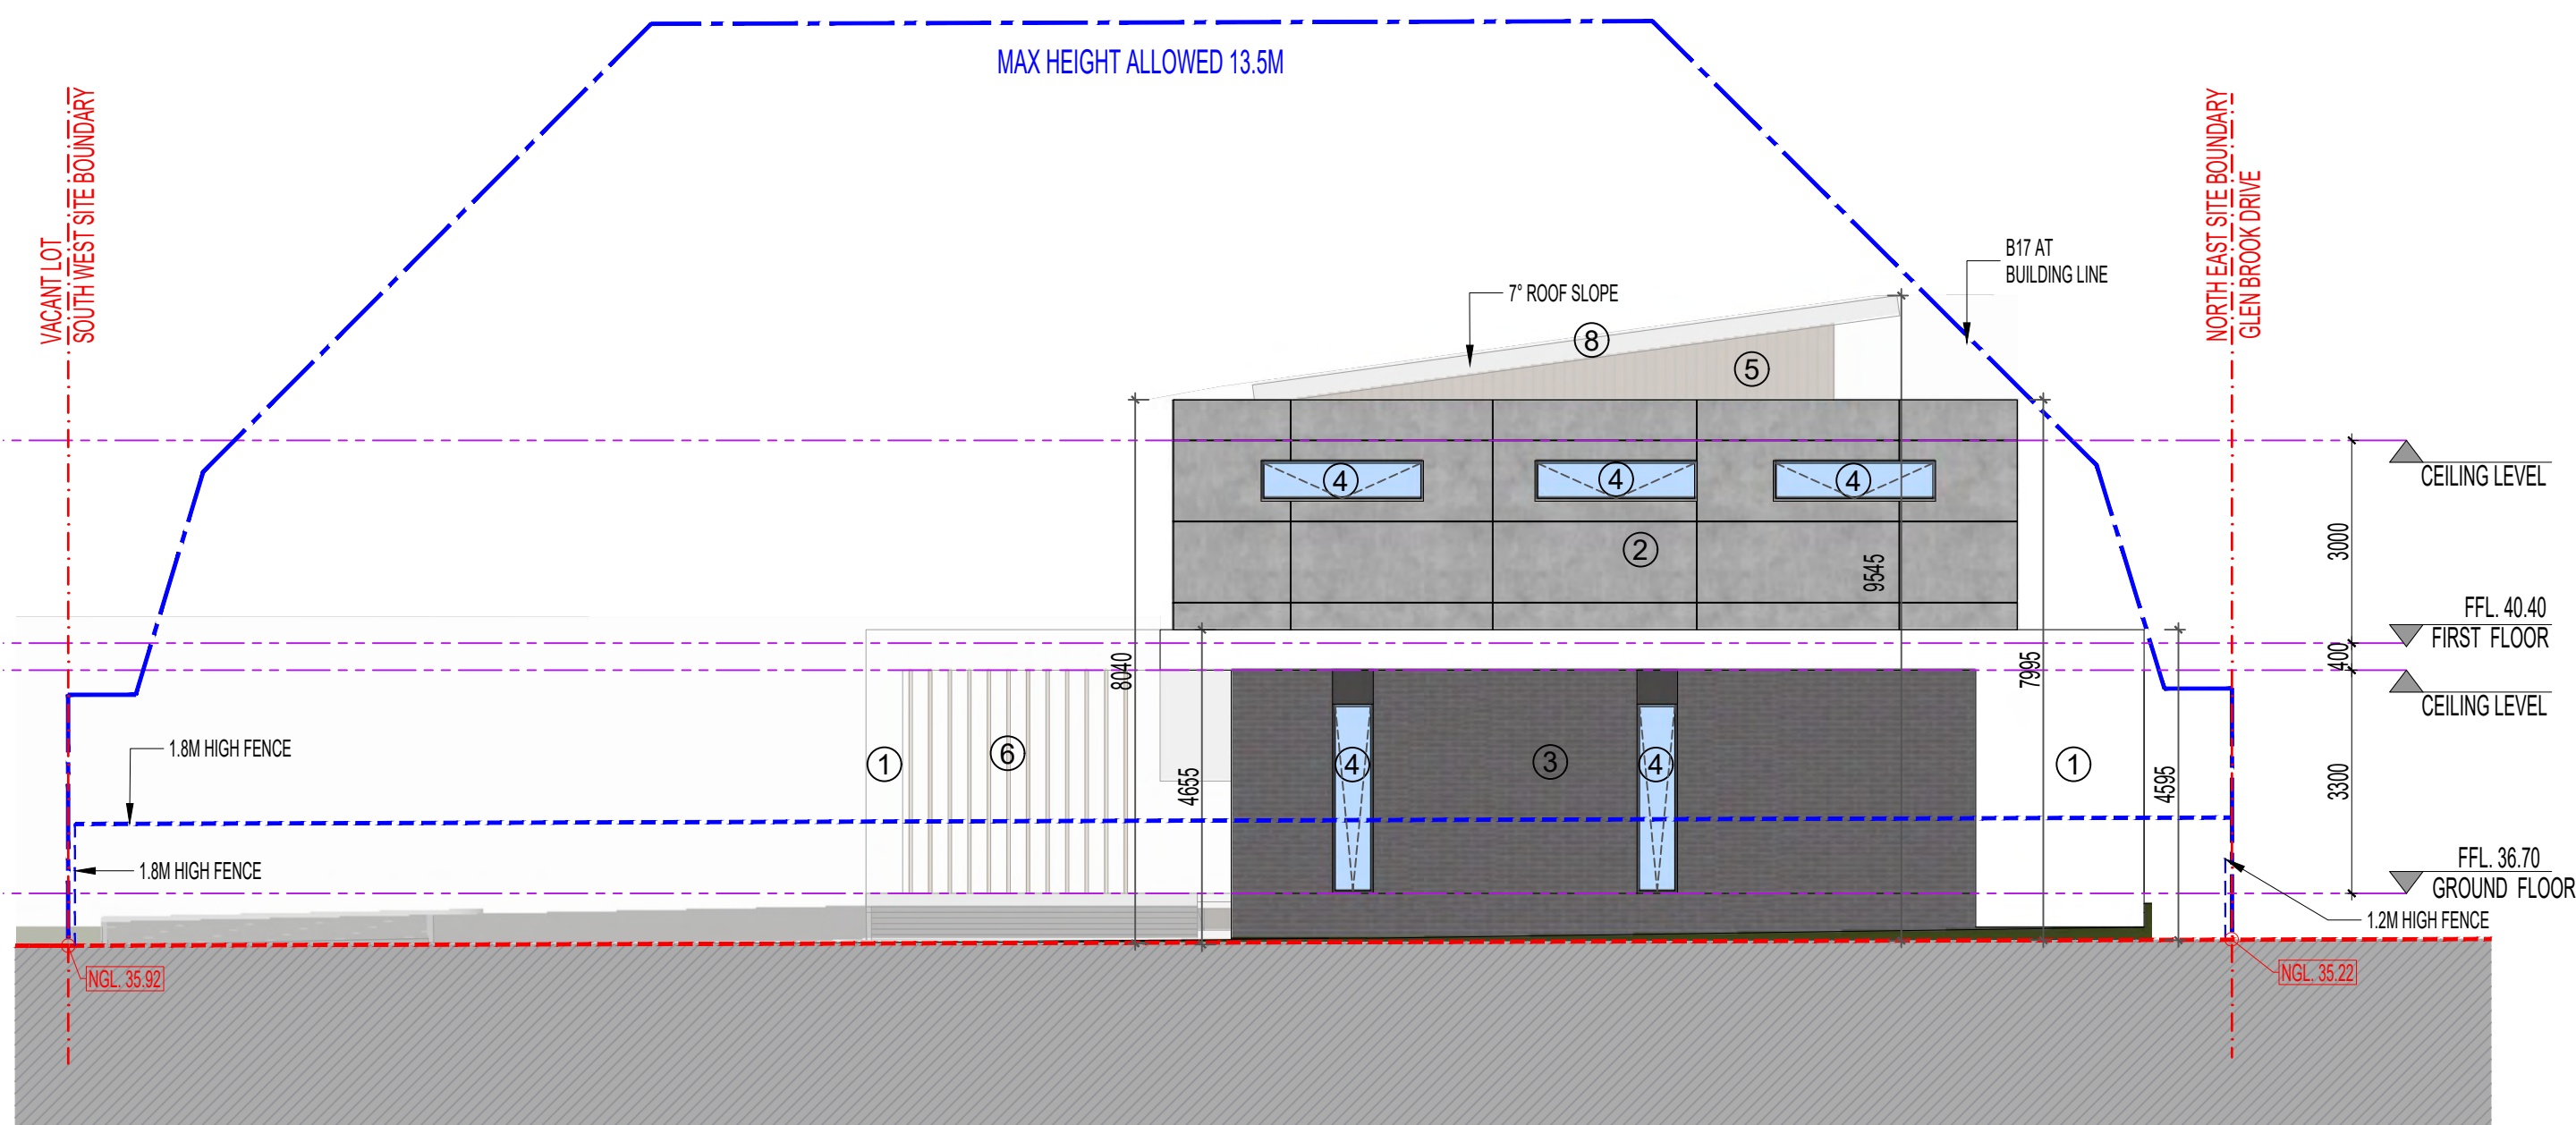 MAX HEIGHT ALLOWED 13.5M
VACANT LOT
SOUTH WEST SITE BOUNDARY
NORTH EAST SITE BOUNDARY
GLEN BROOK DRIVE
B17 AT
BUILDING LINE
7° ROOF SLOPE
8
5
4
4
4
2
CEILING LEVEL
3000
9545
FFL. 40.40
FIRST FLOOR
400
8040
7995
CEILING LEVEL
1.8M HIGH FENCE
1
6
4
3
4
1
4655
4595
3300
1.8M HIGH FENCE
FFL. 36.70
GROUND FLOOR
1.2M HIGH FENCE
NGL. 35.92
NGL. 35.22